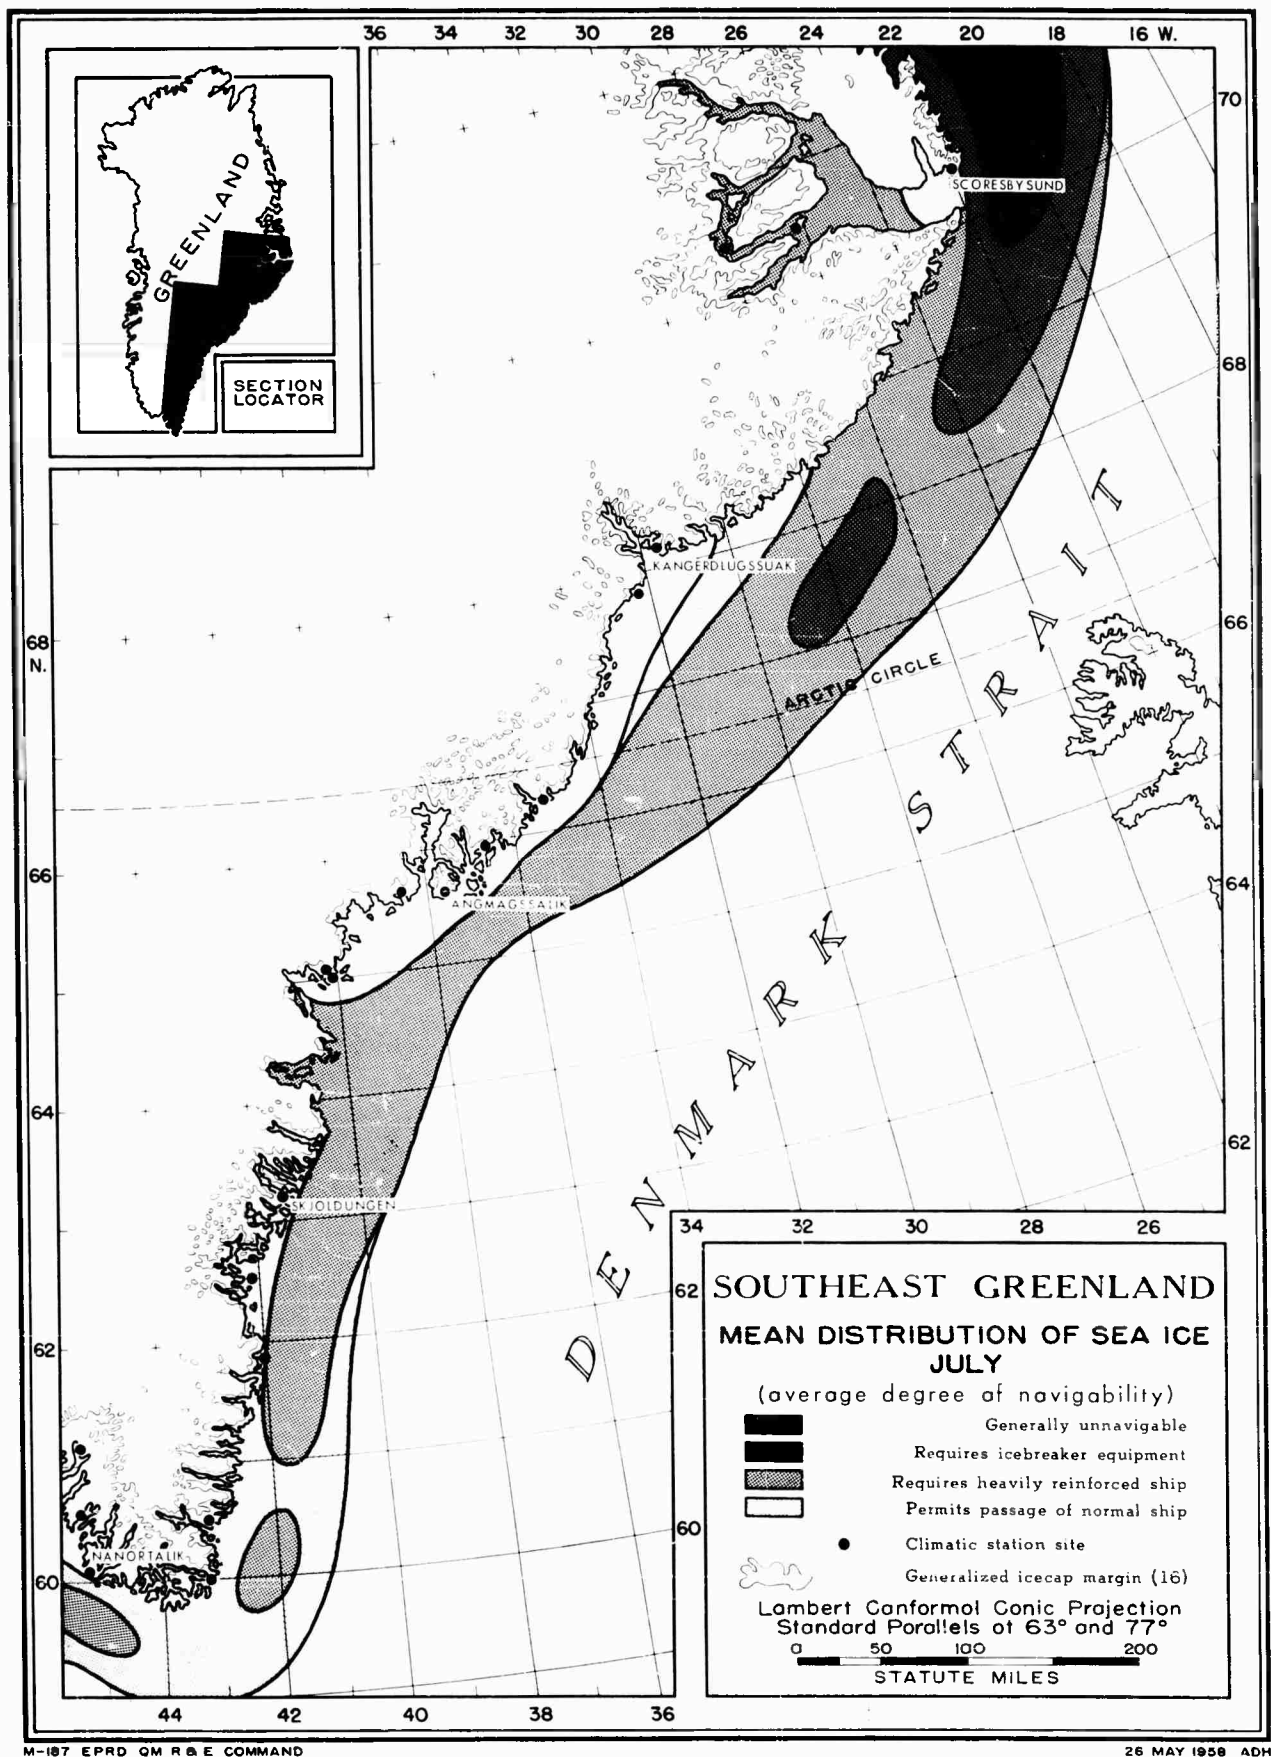 36 34 32 30 28 26 24 22 20 18 16 W.
GREENLAND
SECTION
LOCATOR
70
SCORESBYSUND
68
KANGERDLUGSSUAK
66
68
N.
ARCTIC CIRCLE
DENMARK STRAIT
66
64
ANGMAGSSALIK
64
62
SKJOLDUNGEN
34 32 30 28 26
62
62
60
NANORTALIK
60
SOUTHEAST GREENLAND
MEAN DISTRIBUTION OF SEA ICE
JULY
(average degree of navigability)
Generally unnavigable
Requires icebreaker equipment
Requires heavily reinforced ship
Permits passage of normal ship
Climatic station site
Generalized icecap margin (16)
Lambert Conformal Conic Projection
Standard Parallels at 63° and 77°
0 50 100 200
STATUTE MILES
44 42 40 38 36
M-187 EPRD QM R & E COMMAND
26 MAY 1958 ADH